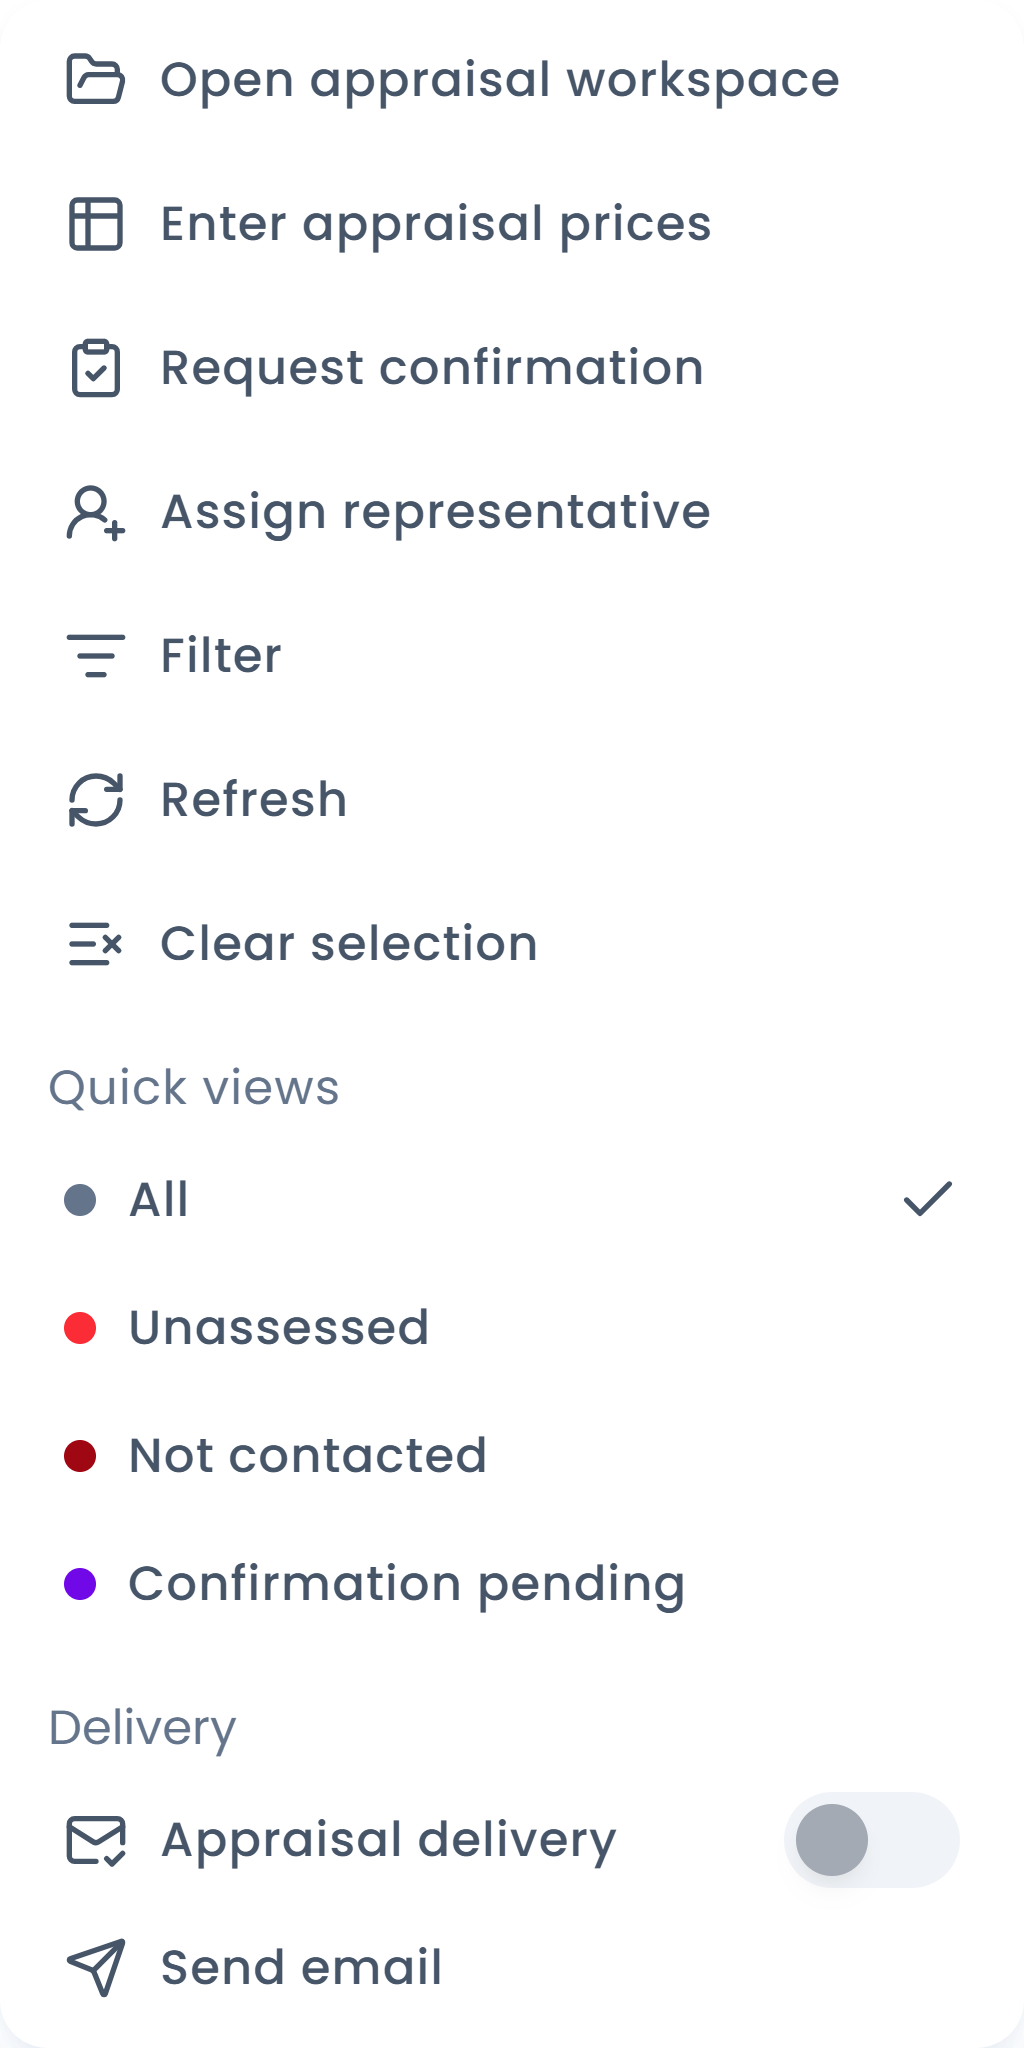 Open appraisal workspace
Enter appraisal prices
Request confirmation
Assign representative
Filter
Refresh
Clear selection
Quick views
All
Unassessed
Not contacted
Confirmation pending
Delivery
Appraisal delivery
Send email